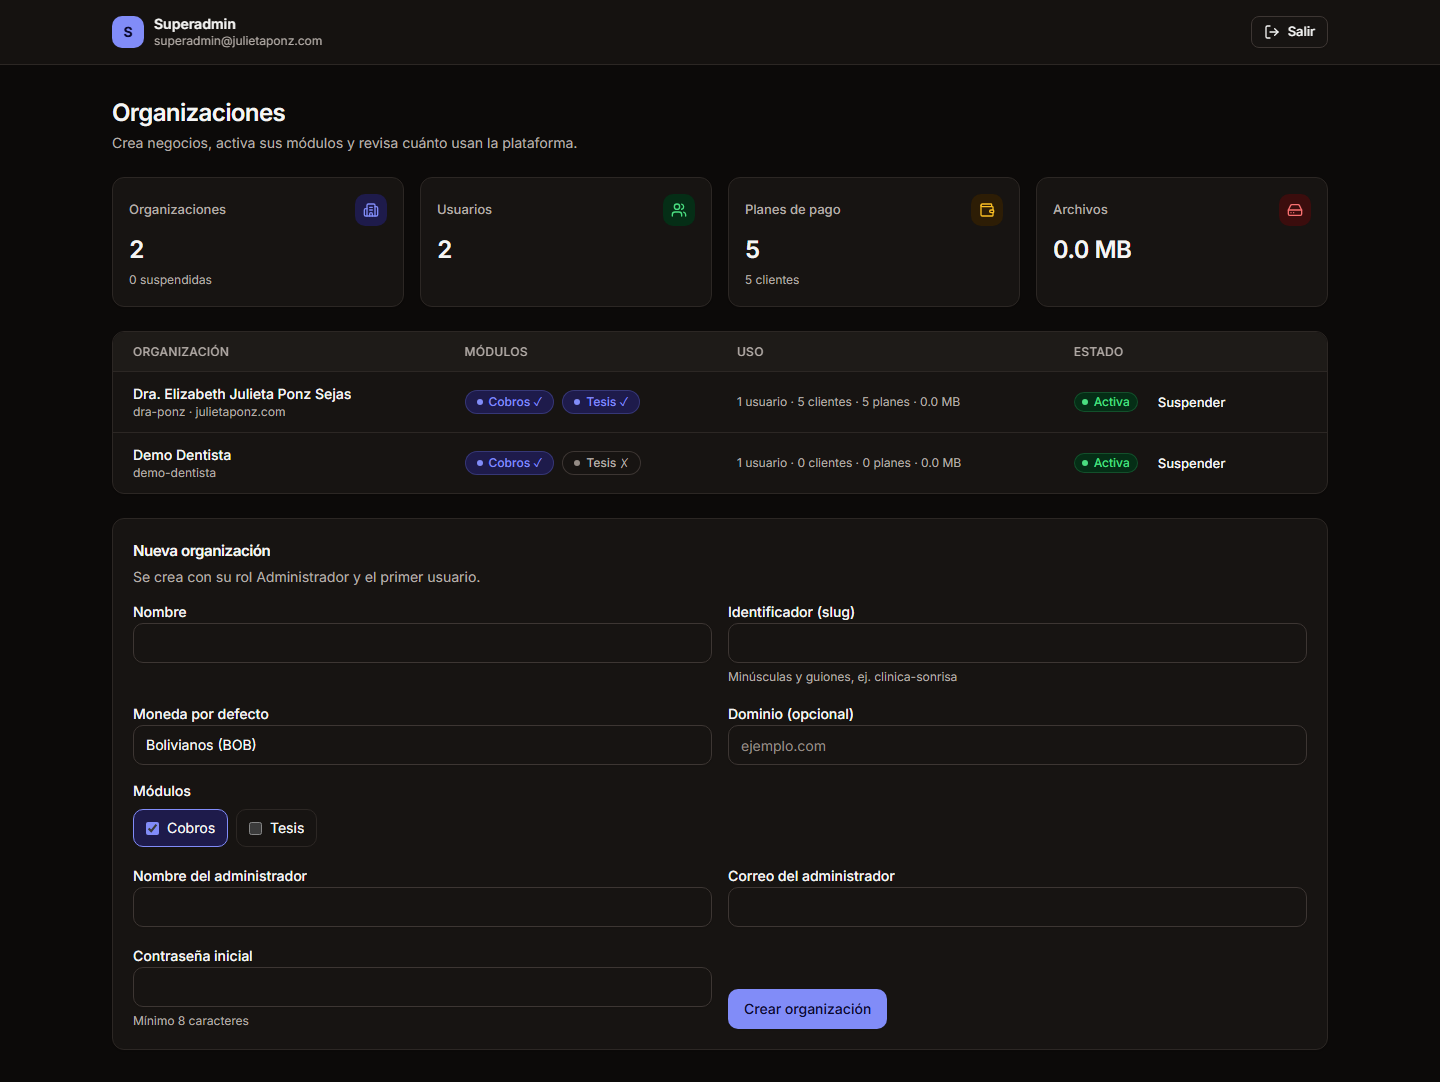 S
Superadmin
superadmin@julietaponz.com
Salir
Organizaciones
Crea negocios, activa sus módulos y revisa cuánto usan la plataforma.
Organizaciones
2
0 suspendidas
Usuarios
2
Planes de pago
5
5 clientes
Archivos
0.0 MB
ORGANIZACIÓN MÓDULOS USO ESTADO
Dra. Elizabeth Julieta Ponz Sejas
dra-ponz · julietaponz.com
Cobros ✓ Tesis ✓ 1 usuario · 5 clientes · 5 planes · 0.0 MB Activa Suspender
Demo Dentista
demo-dentista
Cobros ✓ Tesis ✗ 1 usuario · 0 clientes · 0 planes · 0.0 MB Activa Suspender
Nueva organización
Se crea con su rol Administrador y el primer usuario.
Nombre
Identificador (slug)
Minúsculas y guiones, ej. clinica-sonrisa
Moneda por defecto
Bolivianos (BOB)
Dominio (opcional)
ejemplo.com
Módulos
Cobros Tesis
Nombre del administrador
Correo del administrador
Contraseña inicial
Mínimo 8 caracteres
Crear organización